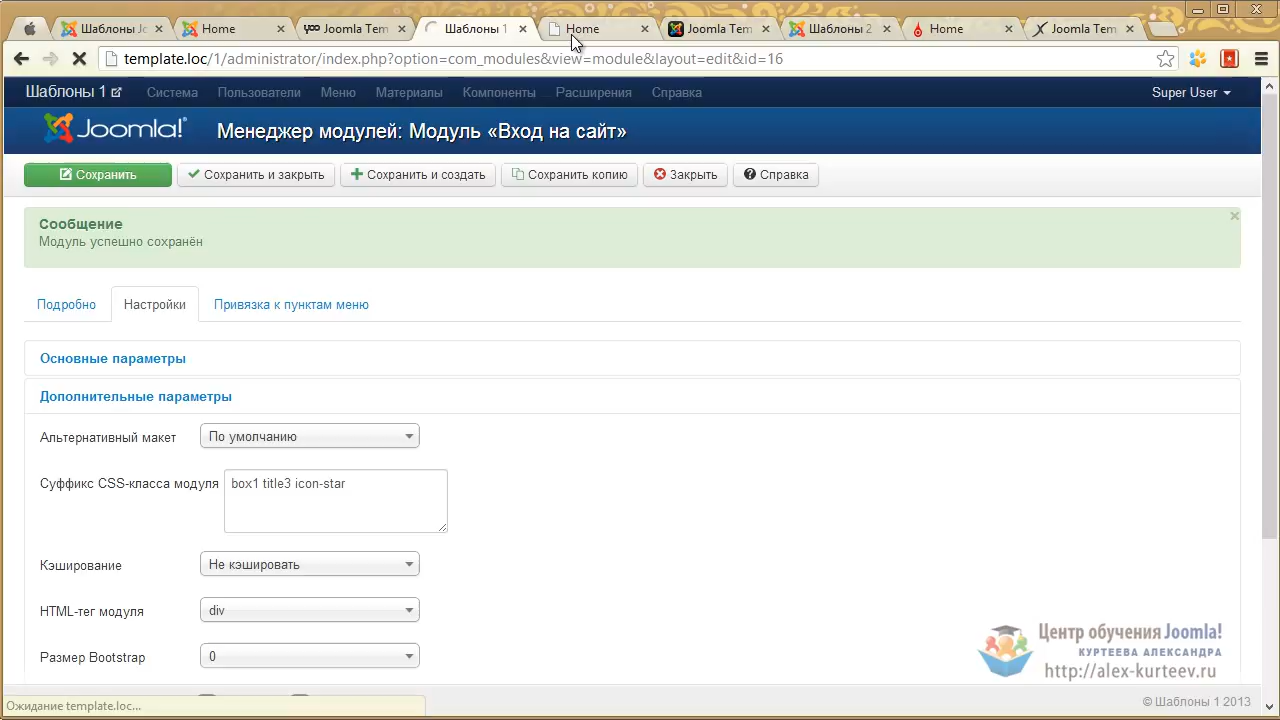 Шаблоны Jo
Home
YOO Joomla Tem
Шаблоны 1
Home
Joomla Tem
Шаблоны 2
Home
Joomla Tem
template.loc/1/administrator/index.php?option=com_modules&view=module&layout=edit&id=16
Шаблоны 1 Система Пользователи Меню Материалы Компоненты Расширения Справка Super User
Joomla! Менеджер модулей: Модуль «Вход на сайт»
Сохранить Сохранить и закрыть Сохранить и создать Сохранить копию Закрыть Справка
Сообщение
Модуль успешно сохранён
Подробно Настройки Привязка к пунктам меню
Основные параметры
Дополнительные параметры
Альтернативный макет По умолчанию
Суффикс CSS-класса модуля box1 title3 icon-star
Кэширование Не кэшировать
HTML-тег модуля div
Размер Bootstrap 0
Центр обучения Joomla!
КУРТЕЕВА АЛЕКСАНДРА
http://alex-kurteev.ru
Ожидание template.loc...
© Шаблоны 1 2013